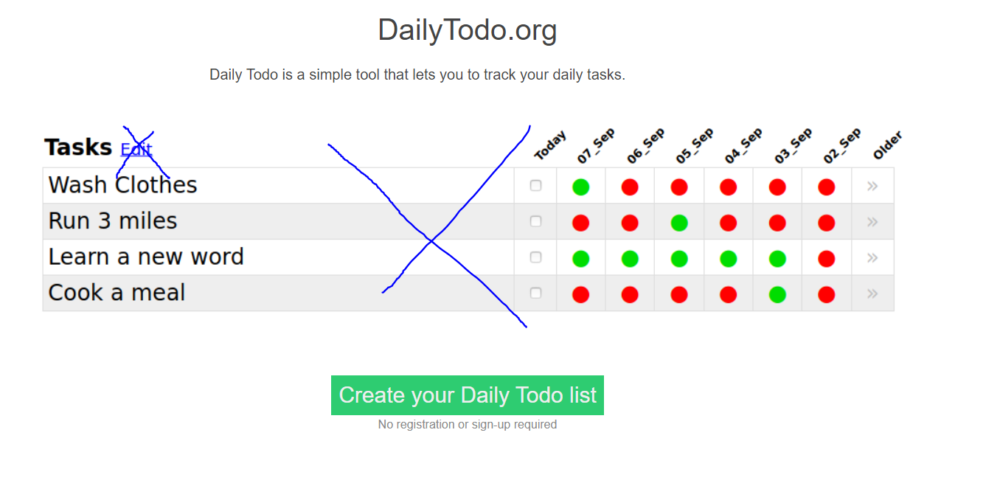 DailyTodo.org
Daily Todo is a simple tool that lets you to track your daily tasks.
Tasks Edit Today 07_Sep 06_Sep 05_Sep 04_Sep 03_Sep 02_Sep Older
Wash Clothes »
Run 3 miles »
Learn a new word »
Cook a meal »
Create your Daily Todo list
No registration or sign-up required